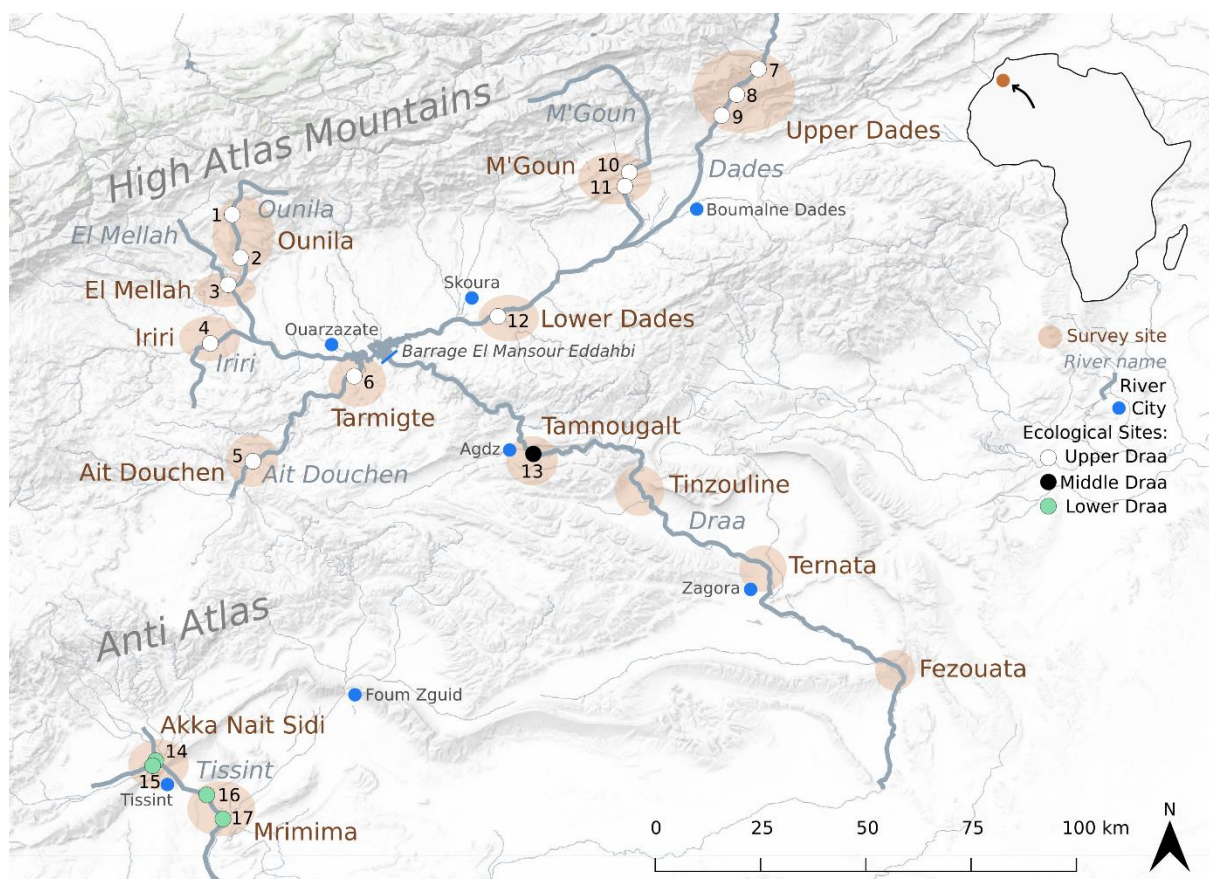 High Atlas Mountains
M'Goun
7
8
9
Upper Dades
M'Goun
10
11
Dades
Boumalne Dades
1
Ounila
El Mellah
2
Ounila
El Mellah
3
Skoura
Iriri
4
Iriri
Ouarzazate
12
Lower Dades
Barrage El Mansour Eddahbi
6
Tarmigte
Survey site
River name
River
City
Ecological Sites:
Upper Draa
Middle Draa
Lower Draa
Ait Douchen
5
Ait Douchen
Agdz
Tamnougalt
13
Tinzouline
Draa
Ternata
Zagora
Anti Atlas
Fezouata
Foum Zguid
Akka Nait Sidi
14
15
Tissint
Tissint
16
17
Mrimima
0 25 50 100 km
N